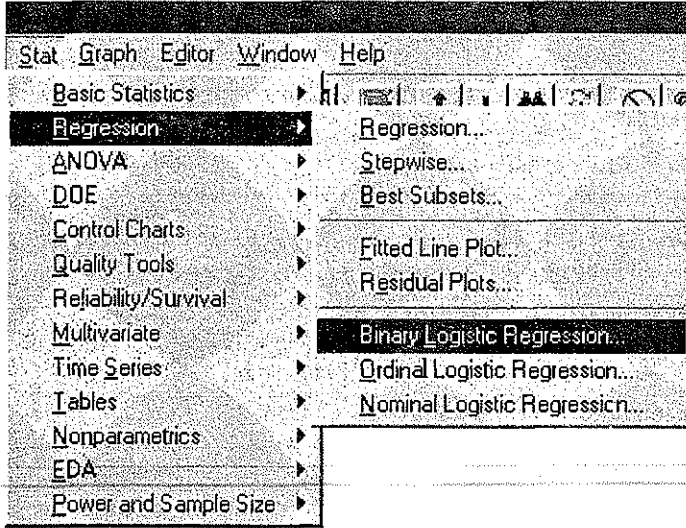 Stat Graph Editor Window Help
Basic Statistics
Regression
ANOVA
DOE
Control Charts
Quality Tools
Reliability/Survival
Multivariate
Time Series
Tables
Nonparametrics
EDA
Power and Sample Size
Regression...
Stepwise...
Best Subsets...
Fitted Line Plot...
Residual Plots...
Binary Logistic Regression...
Ordinal Logistic Regression...
Nominal Logistic Regression...